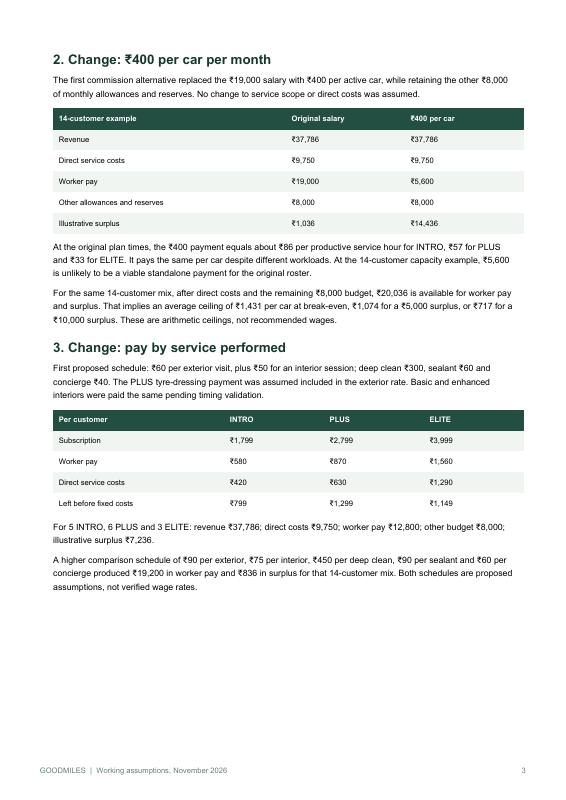 2. Change: ₹400 per car per month
The first commission alternative replaced the ₹19,000 salary with ₹400 per active car, while retaining the other ₹8,000
of monthly allowances and reserves. No change to service scope or direct costs was assumed.
14-customer example Original salary ₹400 per car
Revenue ₹37,786 ₹37,786
Direct service costs ₹9,750 ₹9,750
Worker pay ₹19,000 ₹5,600
Other allowances and reserves ₹8,000 ₹8,000
Illustrative surplus ₹1,036 ₹14,436
At the original plan times, the ₹400 payment equals about ₹86 per productive service hour for INTRO, ₹57 for PLUS
and ₹33 for ELITE. It pays the same per car despite different workloads. At the 14-customer capacity example, ₹5,600
is unlikely to be a viable standalone payment for the original roster.
For the same 14-customer mix, after direct costs and the remaining ₹8,000 budget, ₹20,036 is available for worker pay
and surplus. That implies an average ceiling of ₹1,431 per car at break-even, ₹1,074 for a ₹5,000 surplus, or ₹717 for a
₹10,000 surplus. These are arithmetic ceilings, not recommended wages.
3. Change: pay by service performed
First proposed schedule: ₹60 per exterior visit, plus ₹50 for an interior session; deep clean ₹300, sealant ₹60 and
concierge ₹40. The PLUS tyre-dressing payment was assumed included in the exterior rate. Basic and enhanced
interiors were paid the same pending timing validation.
Per customer INTRO PLUS ELITE
Subscription ₹1,799 ₹2,799 ₹3,999
Worker pay ₹580 ₹870 ₹1,560
Direct service costs ₹420 ₹630 ₹1,290
Left before fixed costs ₹799 ₹1,299 ₹1,149
For 5 INTRO, 6 PLUS and 3 ELITE: revenue ₹37,786; direct costs ₹9,750; worker pay ₹12,800; other budget ₹8,000;
illustrative surplus ₹7,236.
A higher comparison schedule of ₹90 per exterior, ₹75 per interior, ₹450 per deep clean, ₹90 per sealant and ₹60 per
concierge produced ₹19,200 in worker pay and ₹836 in surplus for that 14-customer mix. Both schedules are proposed
assumptions, not verified wage rates.
GOODMILES | Working assumptions, November 2026 3